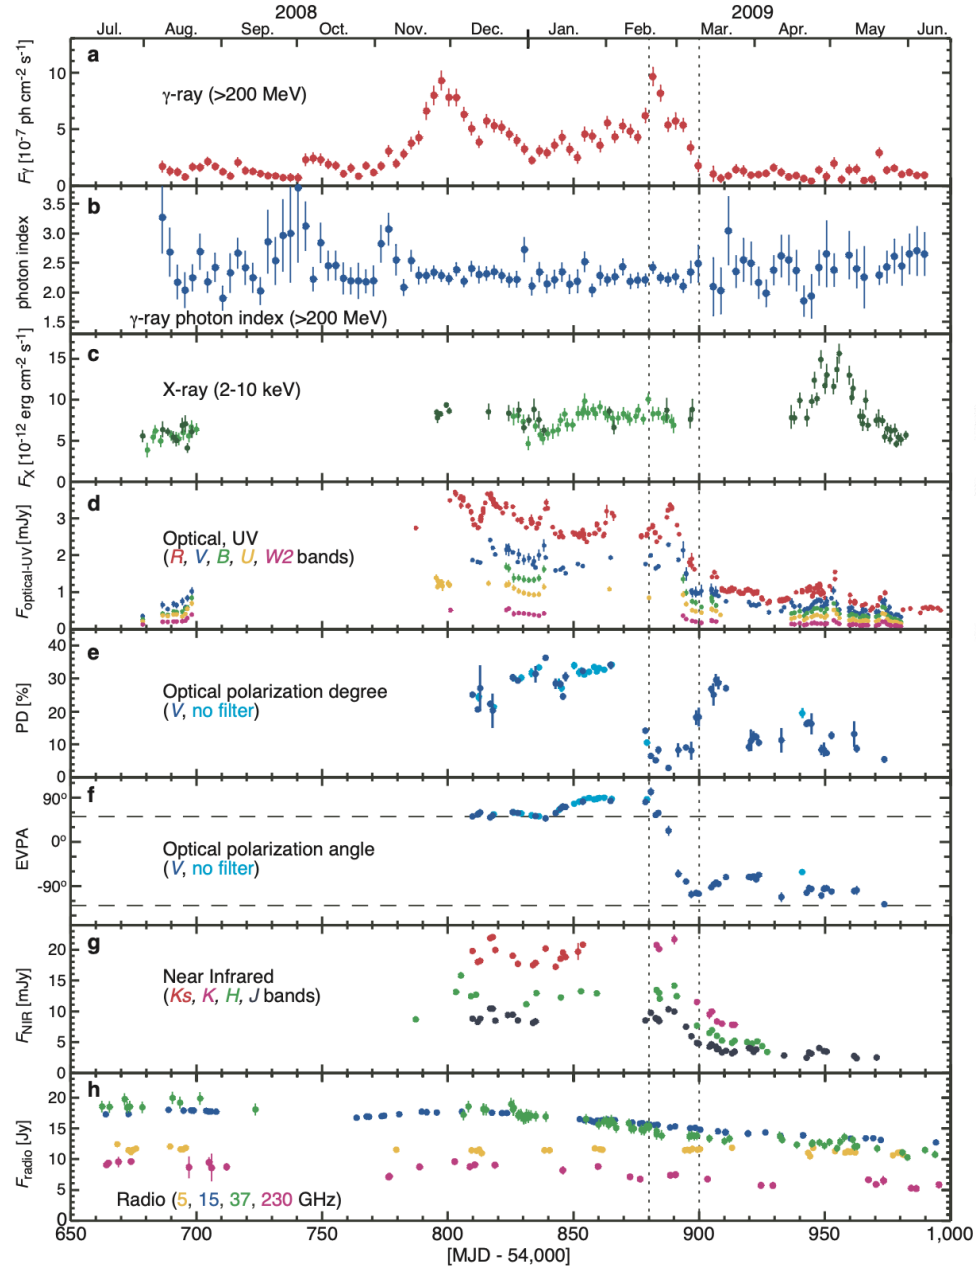 2008 2009
Jul. Aug. Sep. Oct. Nov. Dec. Jan. Feb. Mar. Apr. May Jun.
a
γ-ray (>200 MeV)
Fγ [10⁻⁷ ph cm⁻² s⁻¹]
10
5
0
b
γ-ray photon index (>200 MeV)
photon index
3.5
3.0
2.5
2.0
1.5
c
X-ray (2-10 keV)
FX [10⁻¹² erg cm⁻² s⁻¹]
15
10
5
0
d
Optical, UV
(R, V, B, U, W2 bands)
Foptical-UV [mJy]
3
2
1
0
e
Optical polarization degree
(V, no filter)
PD [%]
40
30
20
10
0
f
Optical polarization angle
(V, no filter)
EVPA
90°
0°
-90°
g
Near Infrared
(Ks, K, H, J bands)
FNIR [mJy]
20
15
10
5
0
h
Radio (5, 15, 37, 230 GHz)
Fradio [Jy]
20
15
10
5
0
650 700 750 800 850 900 950 1,000
[MJD - 54,000]